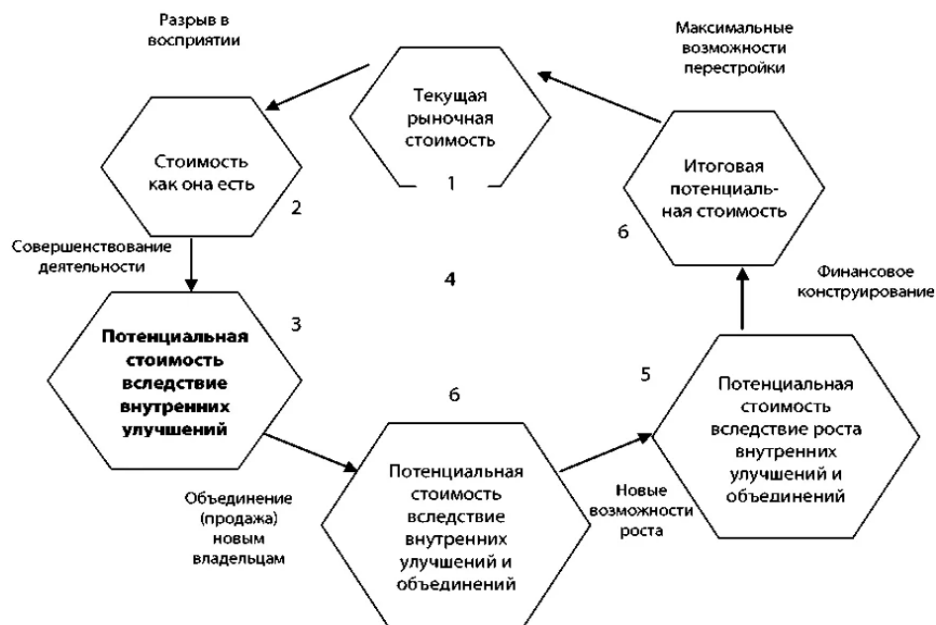 Разрыв в
восприятии
Максимальные
возможности
перестройки
Текущая
рыночная
стоимость
1
Стоимость
как она есть
2
Итоговая
потенциаль-
ная стоимость
6
Совершенствование
деятельности
4
Финансовое
конструирование
3
Потенциальная
стоимость
вследствие
внутренних
улучшений
5
Потенциальная
стоимость
вследствие роста
внутренних
улучшений и
объединений
6
Потенциальная
стоимость
вследствие
внутренних
улучшений и
объединений
Объединение
(продажа)
новым
владельцам
Новые
возможности
роста